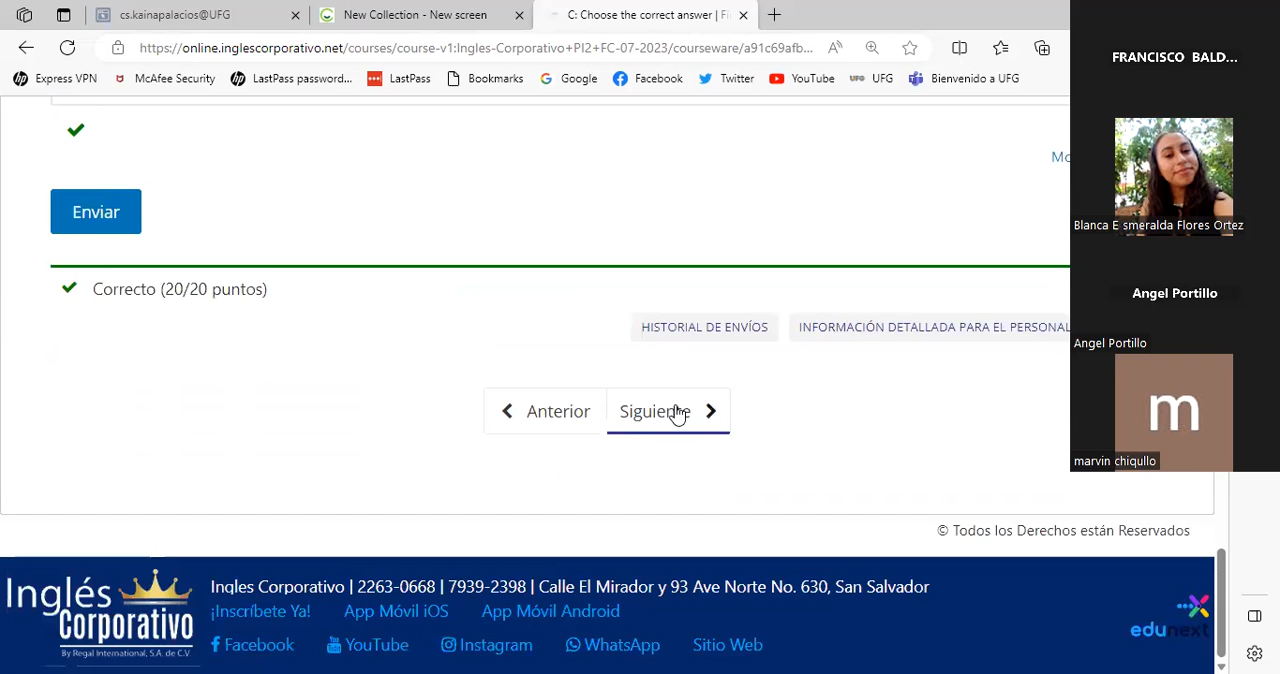 cs.kainapalacios@UFG
New Collection - New screen
C: Choose the correct answer | Fl
https://online.inglescorporativo.net/courses/course-v1:Ingles-Corporativo+PI2+FC-07-2023/courseware/a91c69afb...
Express VPN
McAfee Security
LastPass password...
LastPass
Bookmarks
Google
Facebook
Twitter
YouTube
UFG
Bienvenido a UFG
Mo
Enviar
Correcto (20/20 puntos)
HISTORIAL DE ENVÍOS
INFORMACIÓN DETALLADA PARA EL PERSONAL
Anterior
Siguiente
© Todos los Derechos están Reservados
Inglés
Corporativo
By Regal International, S.A. de C.V
Ingles Corporativo | 2263-0668 | 7939-2398 | Calle El Mirador y 93 Ave Norte No. 630, San Salvador
¡Inscríbete Ya!
App Móvil iOS
App Móvil Android
Facebook
YouTube
Instagram
WhatsApp
Sitio Web
edunext
FRANCISCO BALD...
Blanca E smeralda Flores Ortez
Angel Portillo
Angel Portillo
m
marvin chiqullo